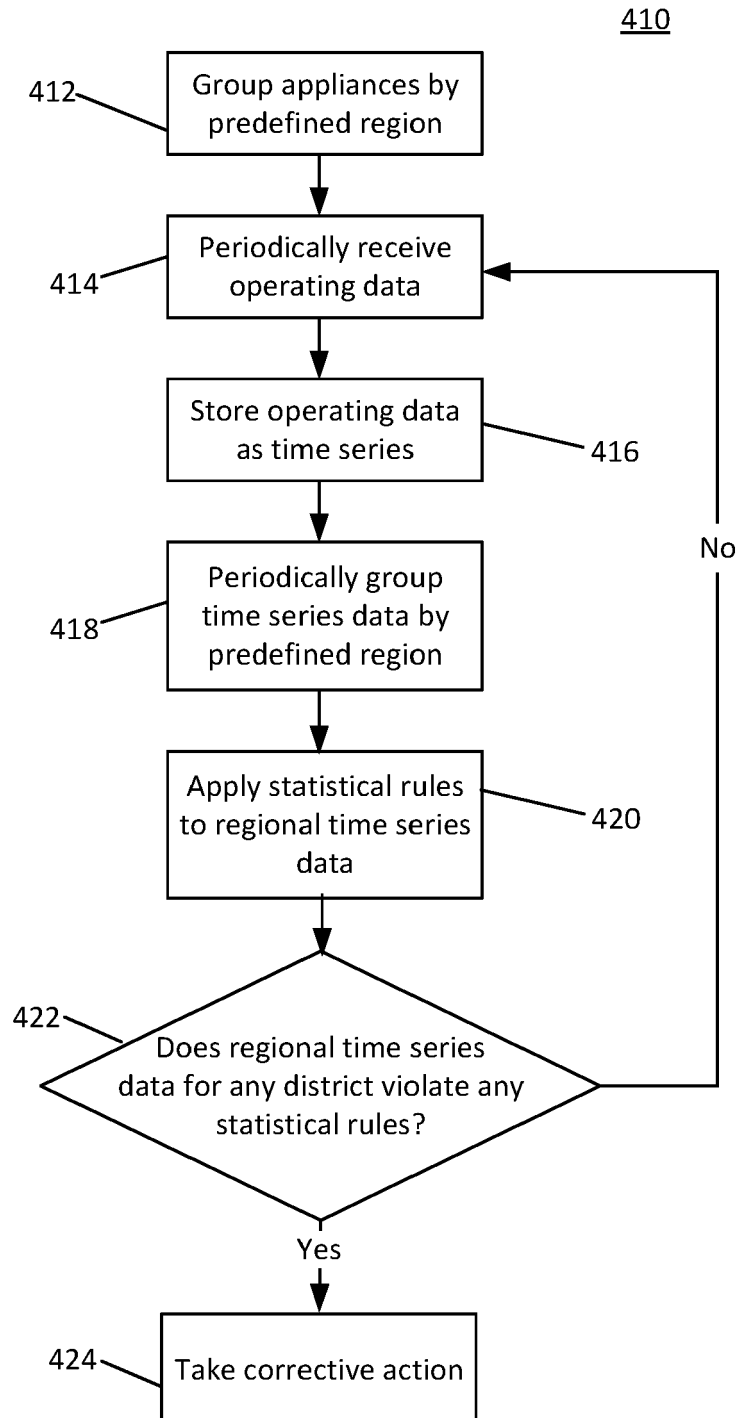 410
412
Group appliances by
predefined region
414
Periodically receive
operating data
Store operating data
as time series
416
No
418
Periodically group
time series data by
predefined region
Apply statistical rules
to regional time series
data
420
422
Does regional time series
data for any district violate any
statistical rules?
Yes
424
Take corrective action